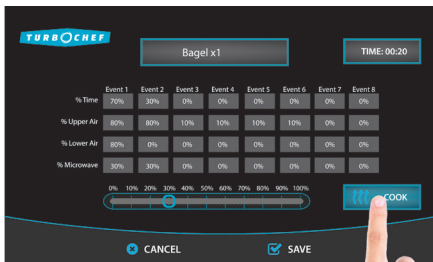 TURBOCHEF
Bagel x1
TIME: 00:20
Event 1 Event 2 Event 3 Event 4 Event 5 Event 6 Event 7 Event 8
% Time 70% 30% 0% 0% 0% 0% 0% 0%
% Upper Air 80% 80% 10% 10% 10% 10% 0% 0%
% Lower Air 80% 0% 0% 0% 0% 0% 0% 0%
% Microwave 30% 30% 0% 0% 0% 0% 0% 0%
0% 10% 20% 30% 40% 50% 60% 70% 80% 90% 100%
COOK
CANCEL SAVE